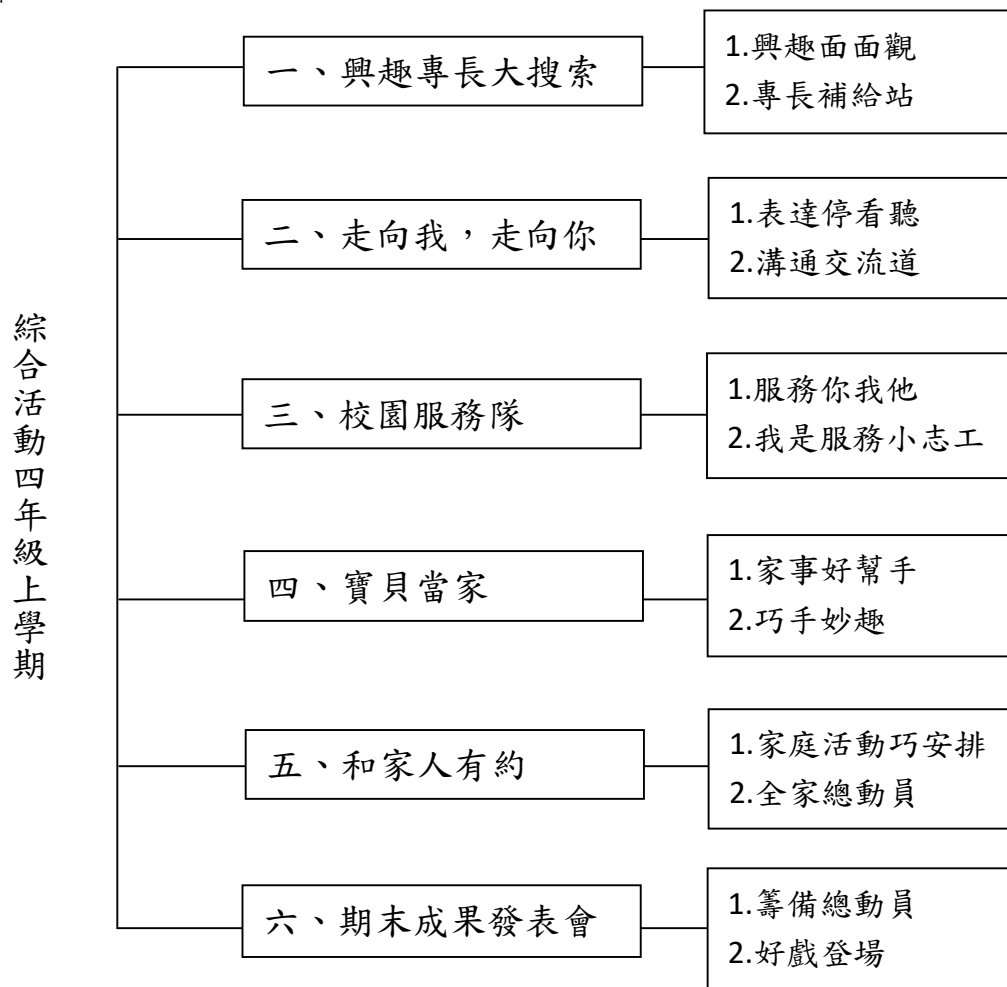 綜合活動四年級上學期
一、興趣專長大搜索
1.興趣面面觀
2.專長補給站
二、走向我，走向你
1.表達停看聽
2.溝通交流道
三、校園服務隊
1.服務你我他
2.我是服務小志工
四、寶貝當家
1.家事好幫手
2.巧手妙趣
五、和家人有約
1.家庭活動巧安排
2.全家總動員
六、期末成果發表會
1.籌備總動員
2.好戲登場